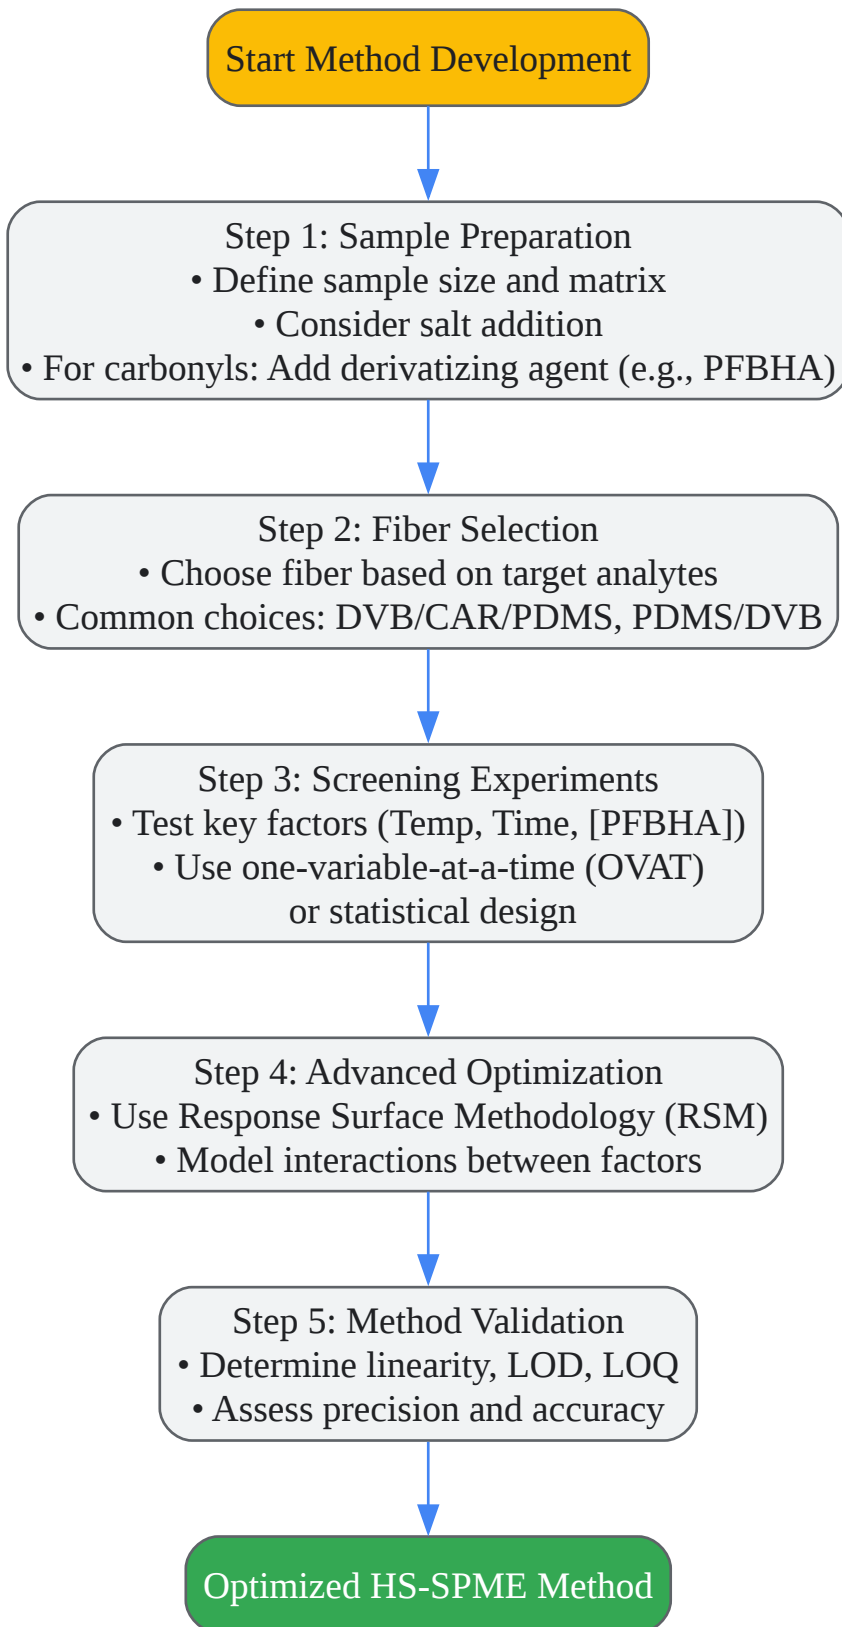 Start Method Development
Step 1: Sample Preparation
• Define sample size and matrix
• Consider salt addition
• For carbonyls: Add derivatizing agent (e.g., PFBHA)
Step 2: Fiber Selection
• Choose fiber based on target analytes
• Common choices: DVB/CAR/PDMS, PDMS/DVB
Step 3: Screening Experiments
• Test key factors (Temp, Time, [PFBHA])
• Use one-variable-at-a-time (OVAT)
or statistical design
Step 4: Advanced Optimization
• Use Response Surface Methodology (RSM)
• Model interactions between factors
Step 5: Method Validation
• Determine linearity, LOD, LOQ
• Assess precision and accuracy
Optimized HS-SPME Method